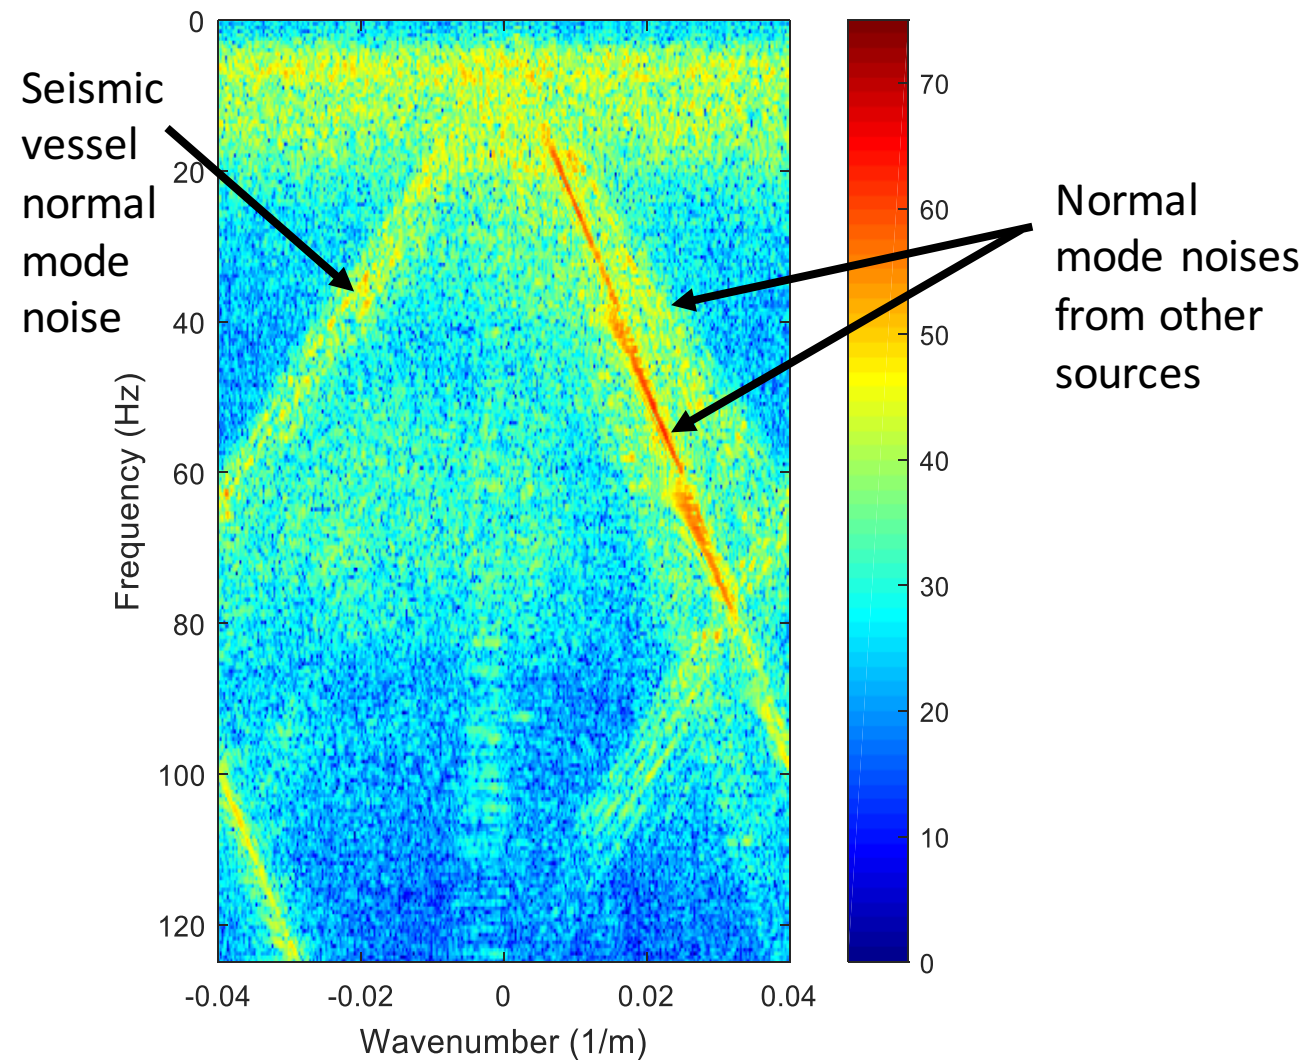 Seismic
vessel
normal
mode
noise
Normal
mode noises
from other
sources
Frequency (Hz)
0
20
40
60
80
100
120
-0.04
-0.02
0
0.02
0.04
Wavenumber (1/m)
70
60
50
40
30
20
10
0